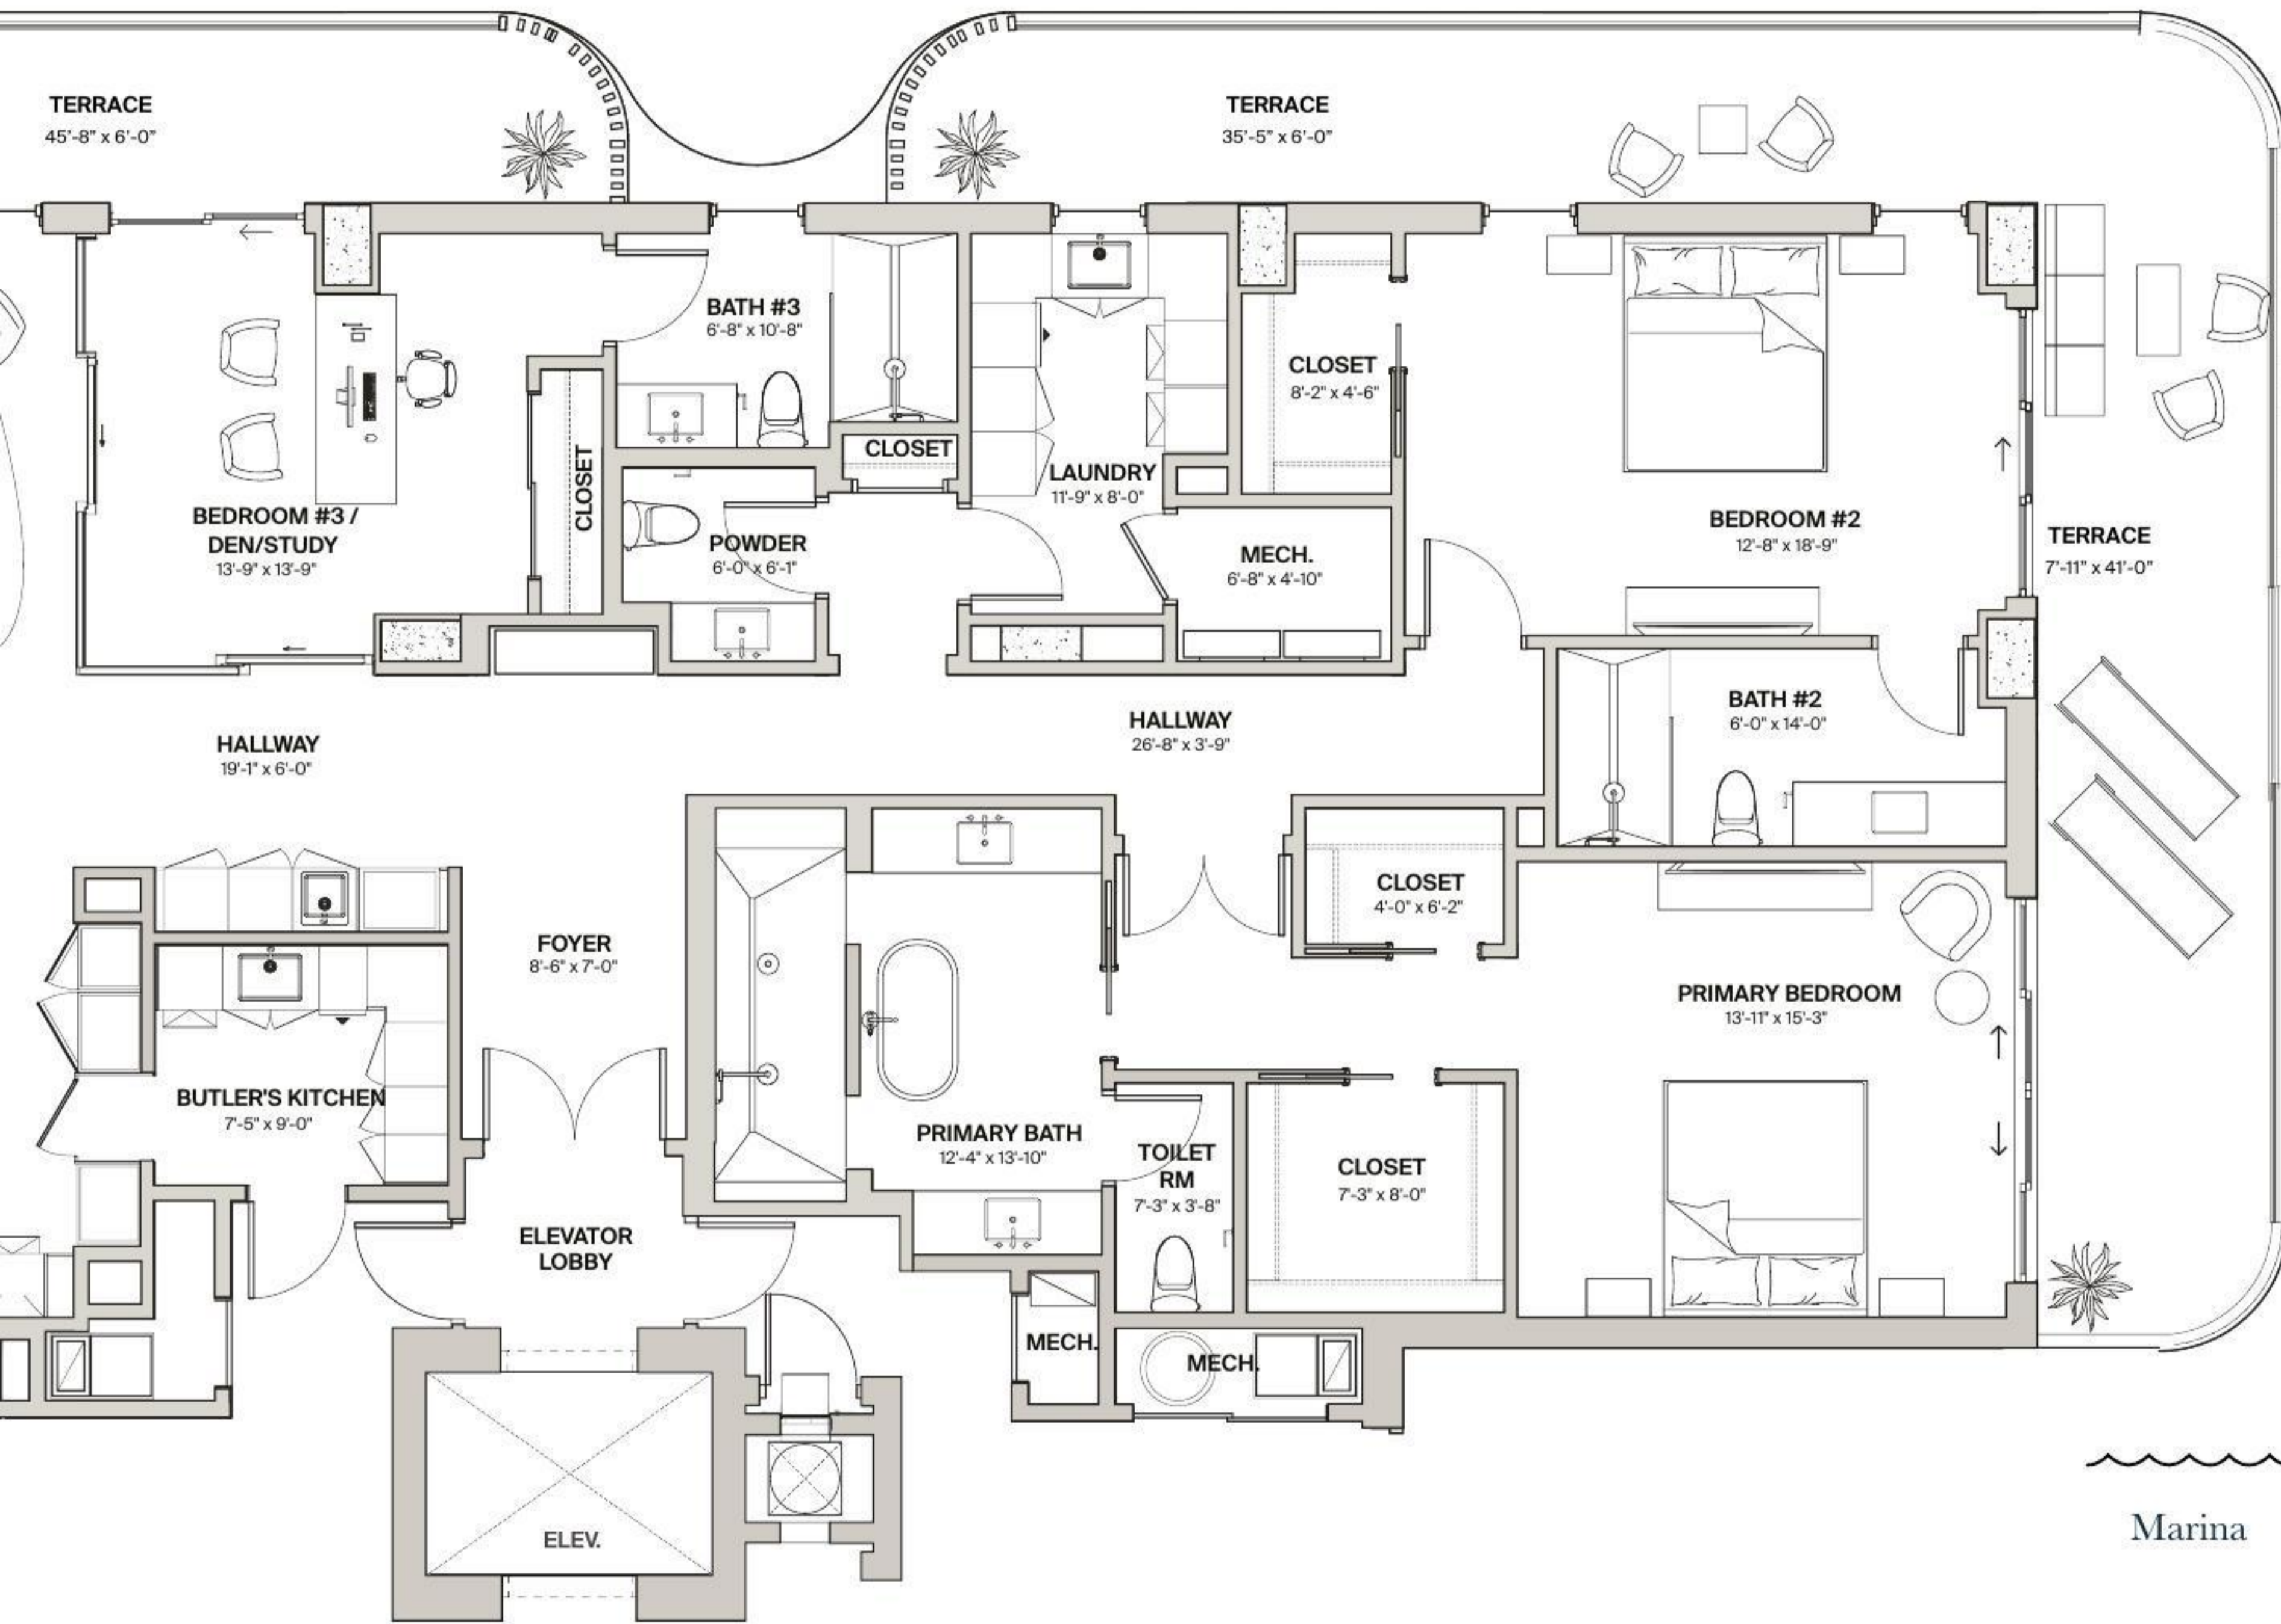 TERRACE
45'-8" x 6'-0"
TERRACE
35'-5" x 6'-0"
BATH #3
6'-8" x 10'-8"
CLOSET
8'-2" x 4'-6"
CLOSET
CLOSET
LAUNDRY
11'-9" x 8'-0"
BEDROOM #3 /
DEN/STUDY
13'-9" x 13'-9"
POWDER
6'-0" x 6'-1"
MECH.
6'-8" x 4'-10"
BEDROOM #2
12'-8" x 18'-9"
TERRACE
7'-11" x 41'-0"
HALLWAY
19'-1" x 6'-0"
HALLWAY
26'-8" x 3'-9"
BATH #2
6'-0" x 14'-0"
CLOSET
4'-0" x 6'-2"
FOYER
8'-6" x 7'-0"
PRIMARY BEDROOM
13'-11" x 15'-3"
BUTLER'S KITCHEN
7'-5" x 9'-0"
PRIMARY BATH
12'-4" x 13'-10"
TOILET
RM
7'-3" x 3'-8"
CLOSET
7'-3" x 8'-0"
ELEVATOR
LOBBY
MECH.
MECH.
ELEV.
Marina